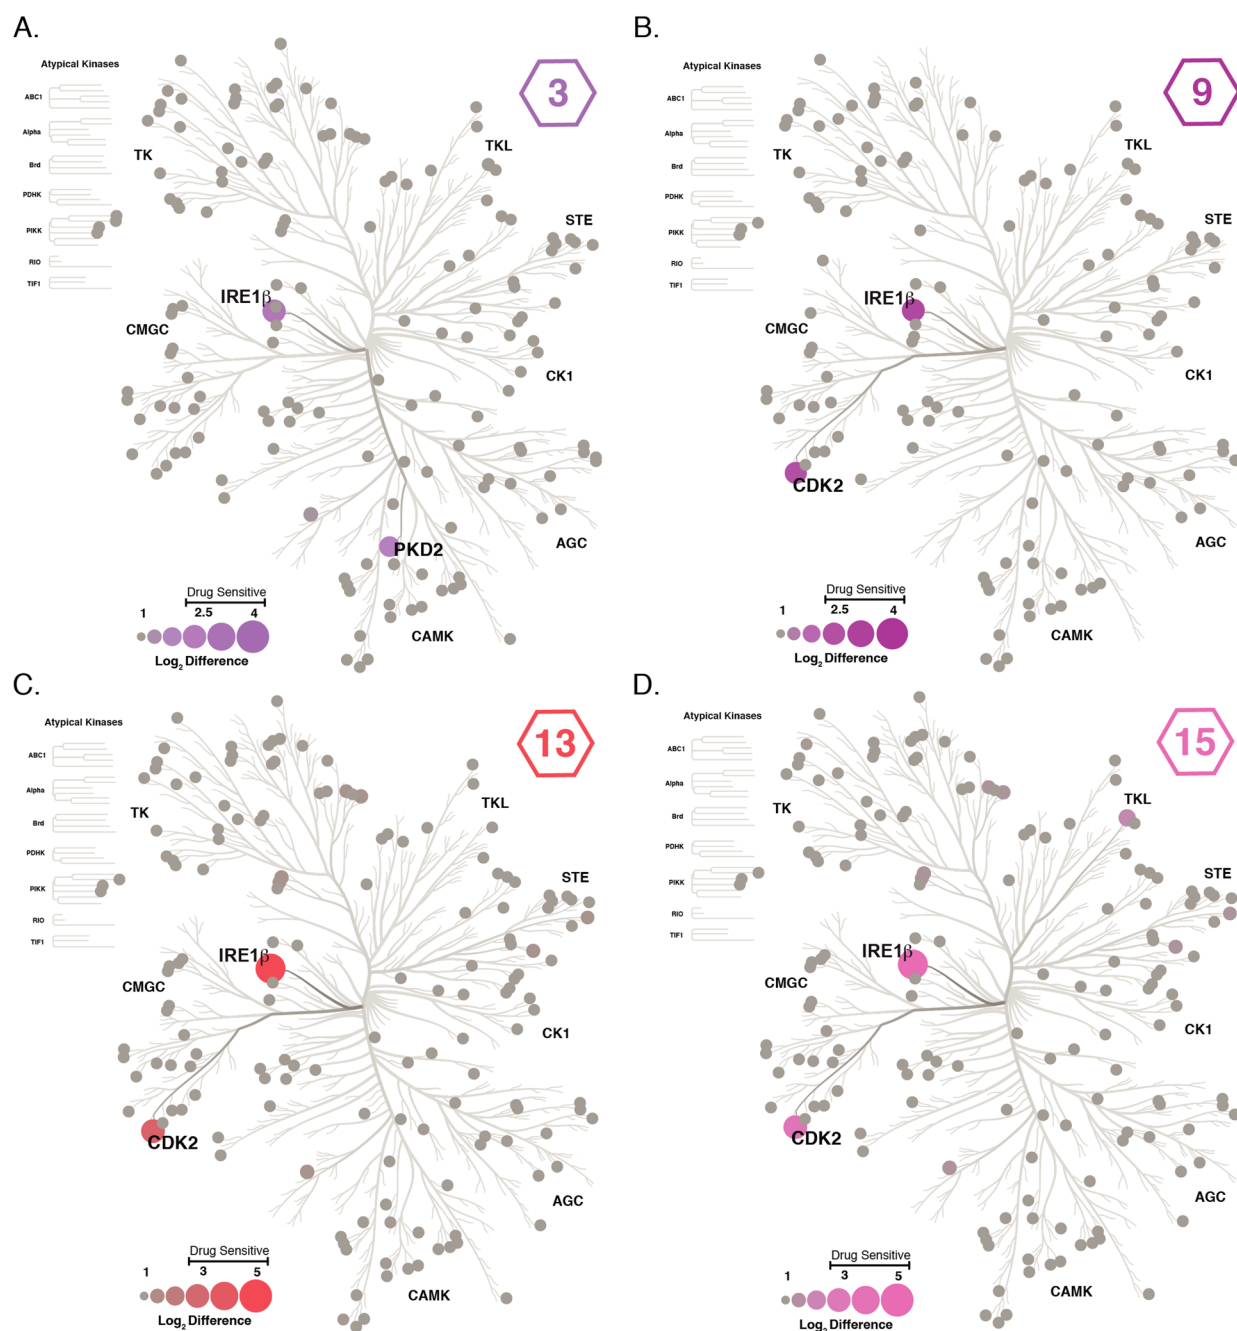 A.
Atypical Kinases
ABC1
Alpha
Brd
PDHK
PIKK
RIO
TIF1
3
TK
TKL
STE
IRE1β
CMGC
CK1
AGC
PKD2
CAMK
Drug Sensitive
1 2.5 4
Log2 Difference
B.
Atypical Kinases
ABC1
Alpha
Brd
PDHK
PIKK
RIO
TIF1
9
TK
TKL
STE
IRE1β
CMGC
CK1
CDK2
AGC
CAMK
Drug Sensitive
1 2.5 4
Log2 Difference
C.
Atypical Kinases
ABC1
Alpha
Brd
PDHK
PIKK
RIO
TIF1
13
TK
TKL
STE
IRE1β
CMGC
CK1
CDK2
AGC
CAMK
Drug Sensitive
1 3 5
Log2 Difference
D.
Atypical Kinases
ABC1
Alpha
Brd
PDHK
PIKK
RIO
TIF1
15
TK
TKL
STE
IRE1β
CMGC
CK1
CDK2
AGC
CAMK
Drug Sensitive
1 3 5
Log2 Difference